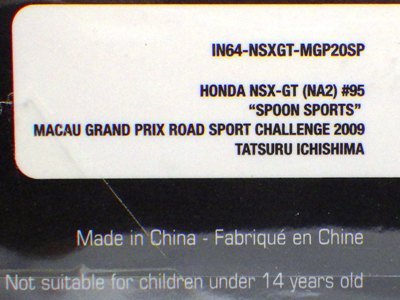 IN64-NSXGT-MGP20SP
HONDA NSX-GT (NA2) #95
“SPOON SPORTS”
MACAU GRAND PRIX ROAD SPORT CHALLENGE 2009
TATSURU ICHISHIMA
Made in China - Fabriqué en Chine
Not suitable for children under 14 years old